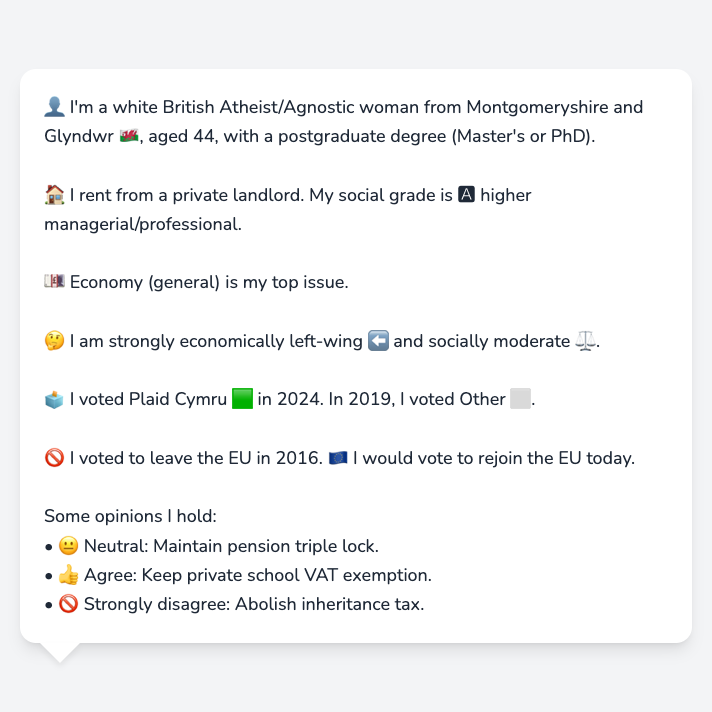 👤 I'm a white British Atheist/Agnostic woman from Montgomeryshire and
Glyndwr 🏴󠁧󠁢󠁷󠁬󠁳󠁿, aged 44, with a postgraduate degree (Master's or PhD).
🏠 I rent from a private landlord. My social grade is 🅰 higher
managerial/professional.
💷 Economy (general) is my top issue.
🤔 I am strongly economically left-wing ⬅️ and socially moderate ⚖️.
🗳️ I voted Plaid Cymru 🟩 in 2024. In 2019, I voted Other ⬜.
🚫 I voted to leave the EU in 2016. 🇪🇺 I would vote to rejoin the EU today.
Some opinions I hold:
• 😐 Neutral: Maintain pension triple lock.
• 👍 Agree: Keep private school VAT exemption.
• 🚫 Strongly disagree: Abolish inheritance tax.